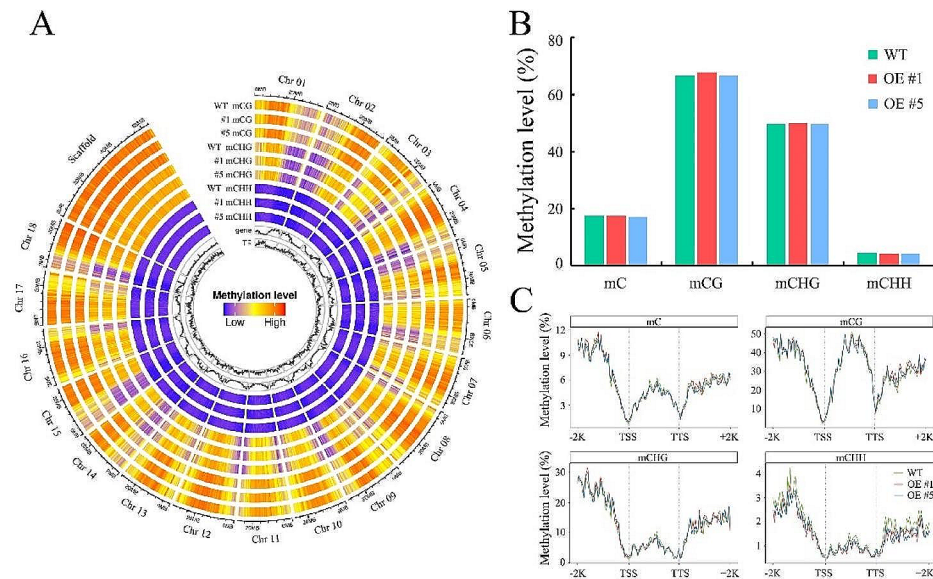 A
Chr 01
Chr 02
Chr 03
Chr 04
Chr 05
Chr 06
Chr 07
Chr 08
Chr 09
Chr 10
Chr 11
Chr 12
Chr 13
Chr 14
Chr 15
Chr 16
Chr 17
Chr 18
Scaffold
WT mCG
#1 mCG
#5 mCG
WT mCHG
#1 mCHG
#5 mCHG
WT mCHH
#1 mCHH
#5 mCHH
gene
TE
Methylation level
Low High
B
Methylation level (%)
80
60
40
20
0
mC mCG mCHG mCHH
WT
OE #1
OE #5
C
mC
Methylation level (%)
12
9
6
3
-2K TSS TTS +2K
mCG
50
40
30
20
10
-2K TSS TTS +2K
mCHG
Methylation level (%)
30
20
10
0
-2K TSS TTS +2K
mCHH
4
3
2
1
-2K TSS TTS +2K
WT
OE #1
OE #5